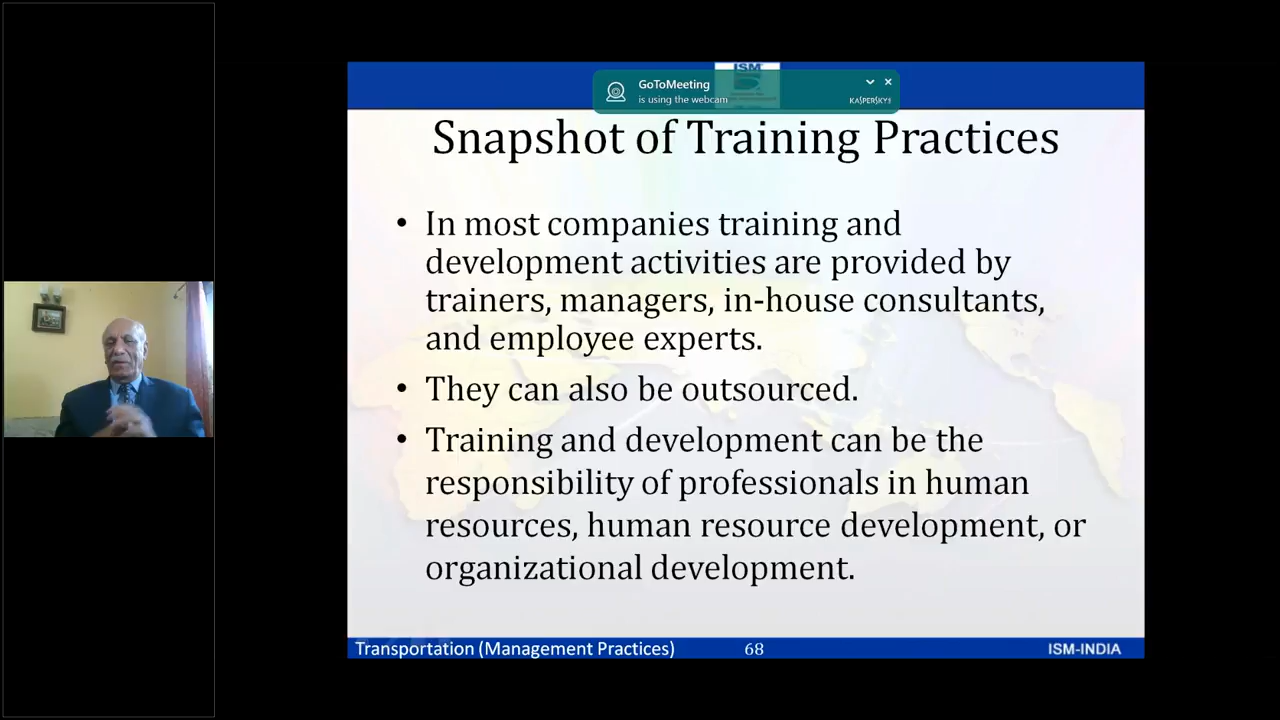 ISM
GoToMeeting
is using the webcam
KASPERSKY
Snapshot of Training Practices
• In most companies training and
development activities are provided by
trainers, managers, in-house consultants,
and employee experts.
• They can also be outsourced.
• Training and development can be the
responsibility of professionals in human
resources, human resource development, or
organizational development.
Transportation (Management Practices) 68 ISM-INDIA